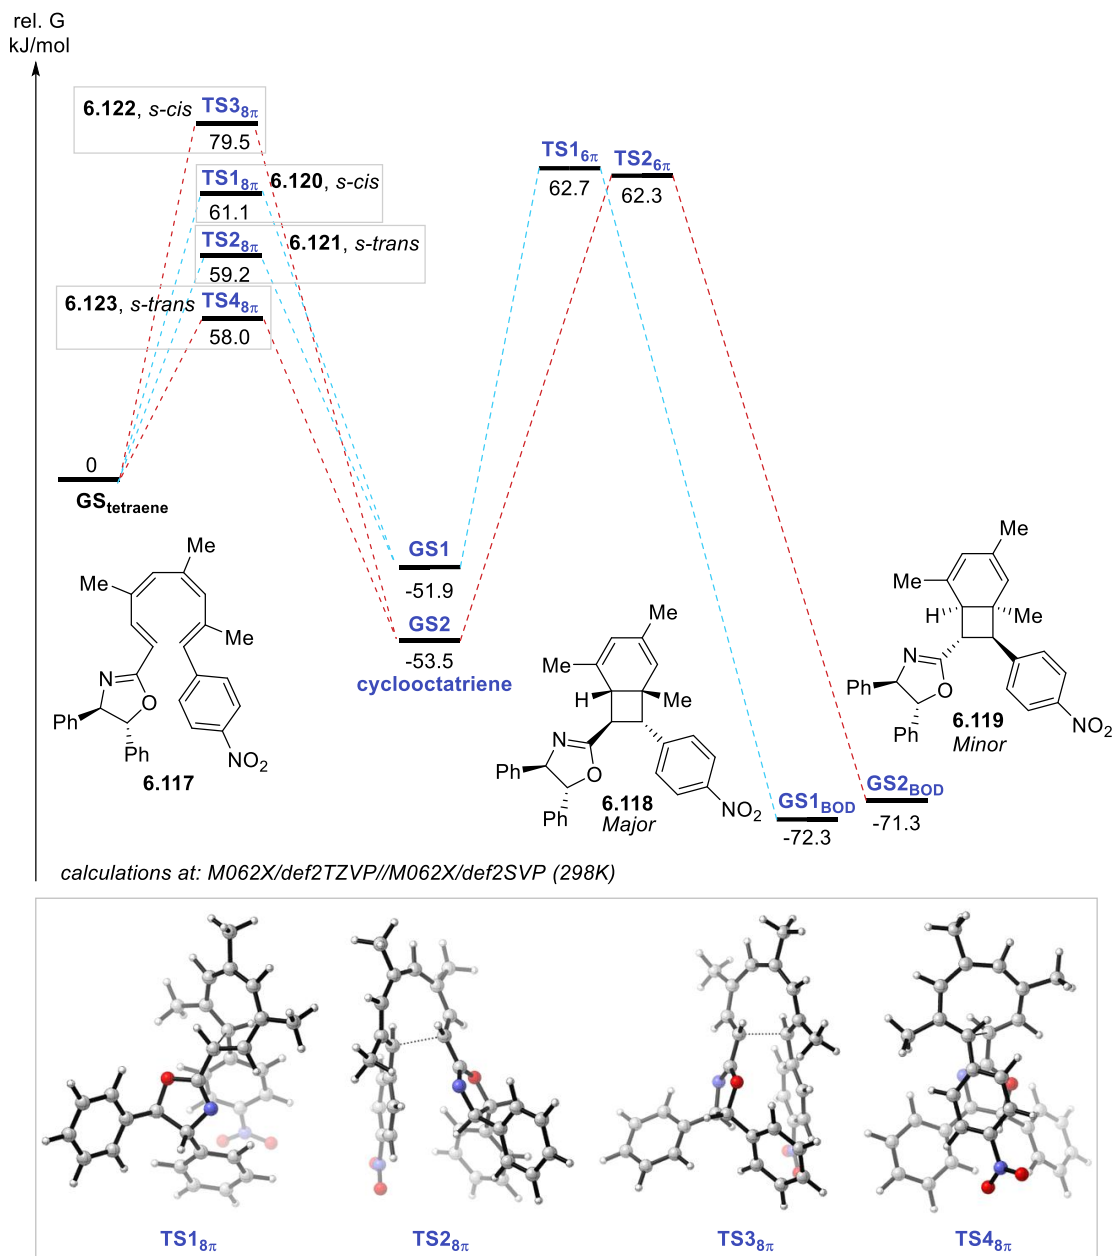 rel. G
kJ/mol
6.122, s-cis TS38π
79.5
TS18π 6.120, s-cis
61.1
TS28π 6.121, s-trans
59.2
6.123, s-trans TS48π
58.0
TS16π
62.7
TS26π
62.3
0
GStetraene
Me
Me
Me
N
O
Ph
Ph
NO2
6.117
GS1
-51.9
GS2
-53.5
cyclooctatriene
Me
Me
H
Me
N
O
Ph
Ph
NO2
6.118
Major
Me
Me
H
Me
N
O
Ph
Ph
NO2
6.119
Minor
GS1BOD
-72.3
GS2BOD
-71.3
calculations at: M062X/def2TZVP//M062X/def2SVP (298K)
TS18π TS28π TS38π TS48π